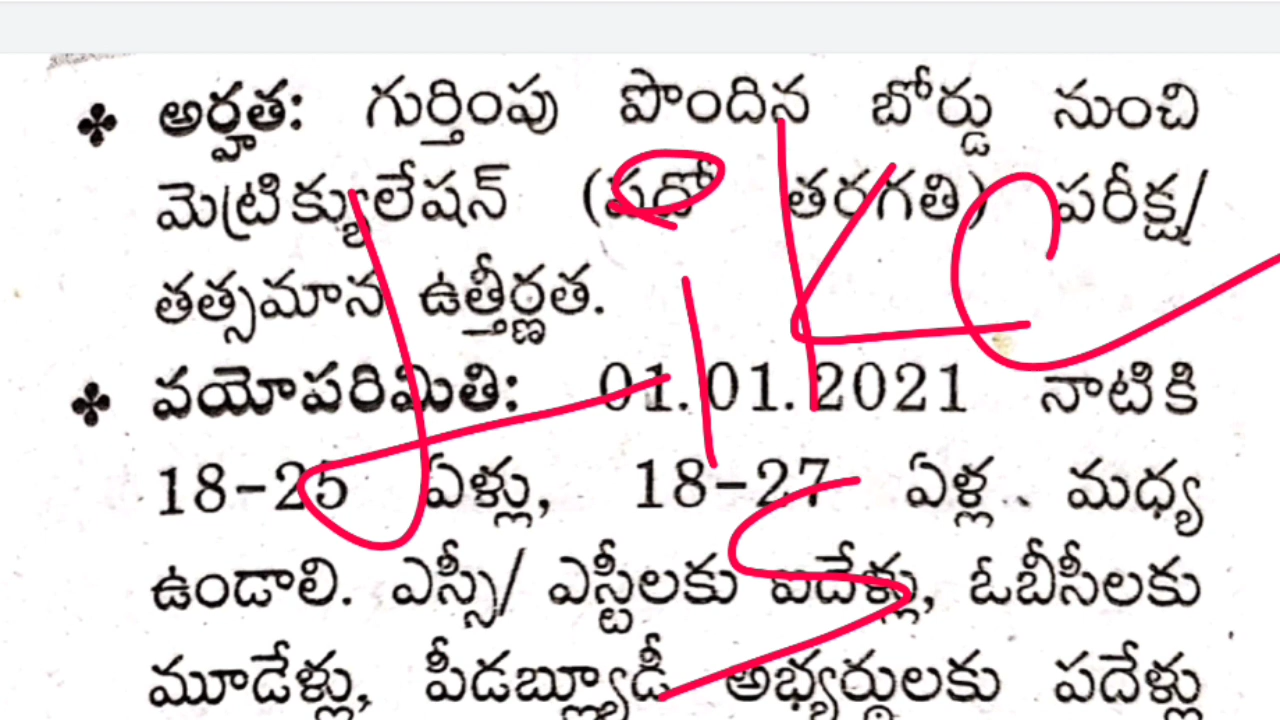 ❖ అర్హత: గుర్తింపు పొందిన బోర్డు నుంచి
మెట్రిక్యులేషన్ (పదో తరగతి) పరీక్ష/
తత్సమాన ఉత్తీర్ణత.
❖ వయోపరిమితి: 01.01.2021 నాటికి
18-25 ఏళ్లు, 18-27 ఏళ్ల మధ్య
ఉండాలి. ఎస్సీ/ ఎస్టీలకు ఐదేళ్లు, ఓబీసీలకు
మూడేళ్లు, పీడబ్ల్యూడీ అభ్యర్థులకు పదేళ్లు